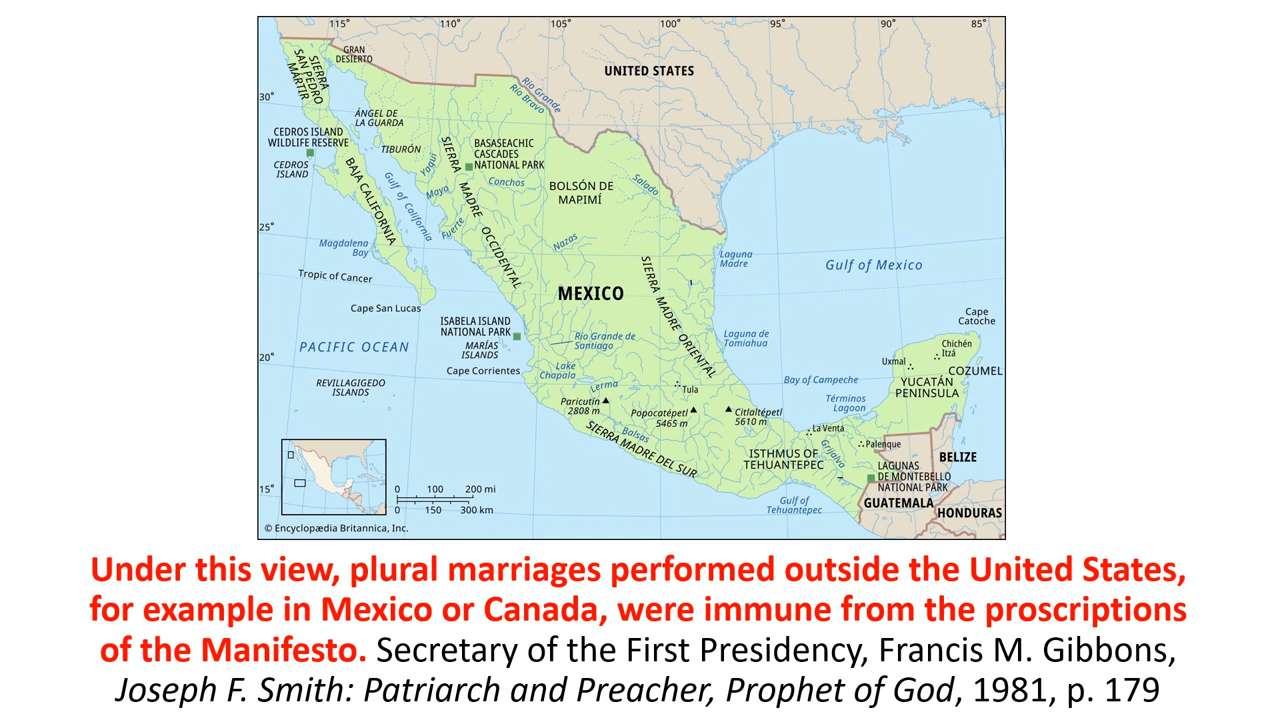 115° 110° 105° 100° 95° 90° 85°
GRAN
DESIERTO
UNITED STATES
SIERRA
SAN PEDRO
MÁRTIR
30°
Rio Grande
Río Bravo
ÁNGEL DE
LA GUARDA
CEDROS ISLAND
WILDLIFE RESERVE
TIBURÓN
BASASEACHIC
CASCADES
NATIONAL PARK
CEDROS
ISLAND
Yaqui
SIERRA MADRE OCCIDENTAL
Conchos
BOLSÓN DE
MAPIMÍ
Salado
BAJA CALIFORNIA
Gulf of California
Mayo
Fuerte
25°
Magdalena
Bay
Nazas
Laguna
Madre
Gulf of Mexico
Tropic of Cancer
SIERRA MADRE ORIENTAL
MEXICO
Cape San Lucas
Cape
Catoche
ISABELA ISLAND
NATIONAL PARK
PACIFIC OCEAN
MARÍAS
ISLANDS
Río Grande de
Santiago
Laguna de
Tamiahua
Chichén
Itzá
20°
Uxmal
Cape Corrientes
Lake
Chapala
COZUMEL
REVILLAGIGEDO
ISLANDS
Lerma
Tula
Bay of Campeche
YUCATÁN
PENINSULA
Paricutín
2808 m
Popocatépetl
5465 m
Citlaltépetl
5610 m
Términos
Lagoon
Balsas
SIERRA MADRE DEL SUR
La Venta
Grijalva
Palenque
ISTHMUS OF
TEHUANTEPEC
BELIZE
LAGUNAS
DE MONTEBELLO
NATIONAL PARK
15°
0 100 200 mi
0 150 300 km
Gulf of
Tehuantepec
GUATEMALA
HONDURAS
© Encyclopædia Britannica, Inc.
Under this view, plural marriages performed outside the United States,
for example in Mexico or Canada, were immune from the proscriptions
of the Manifesto. Secretary of the First Presidency, Francis M. Gibbons,
Joseph F. Smith: Patriarch and Preacher, Prophet of God, 1981, p. 179